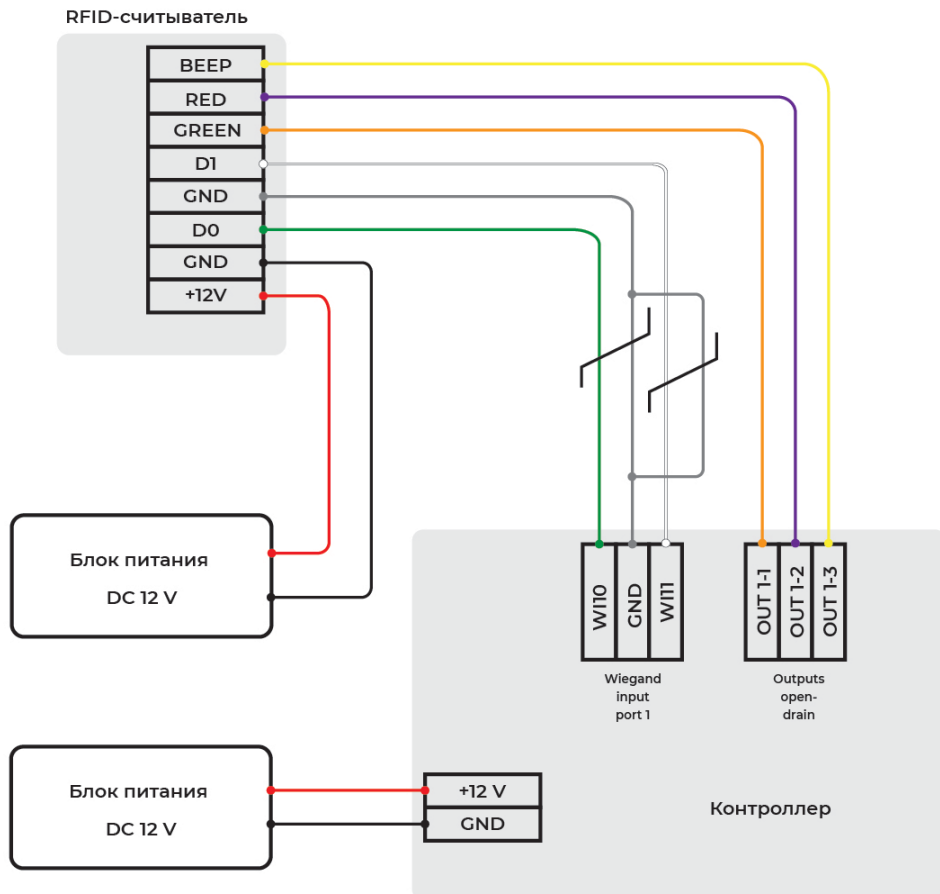 RFID-считыватель
BEEP
RED
GREEN
D1
GND
D0
GND
+12V
Блок питания
DC 12 V
WI10
GND
WI11
OUT 1-1
OUT 1-2
OUT 1-3
Wiegand
input
port 1
Outputs
open-
drain
Блок питания
DC 12 V
+12 V
GND
Контроллер